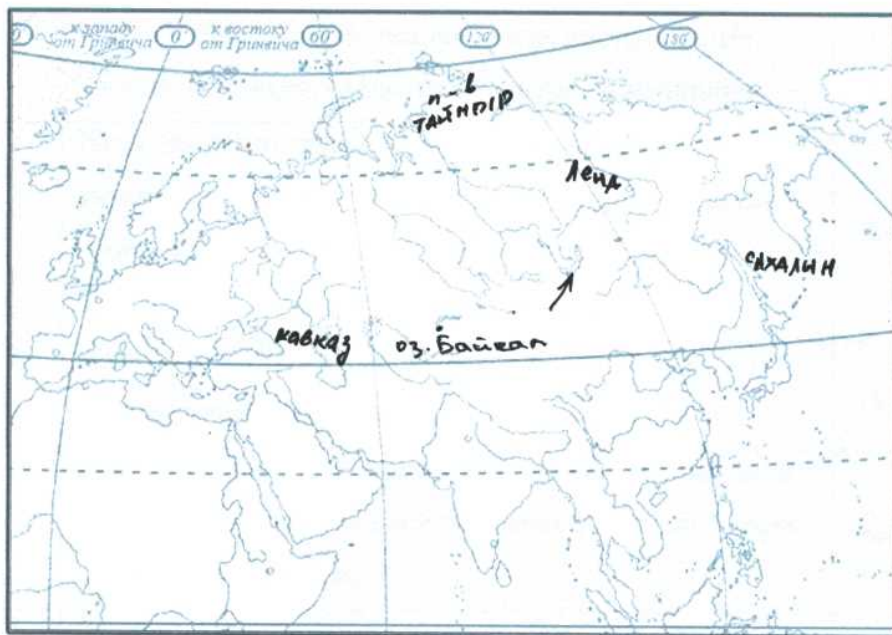 к западу
от Гринвича
0°
к востоку
от Гринвича
60°
120°
180°
п-в
ТАЙМЫР
Лена
САХАЛИН
КАВКАЗ
оз. Байкал